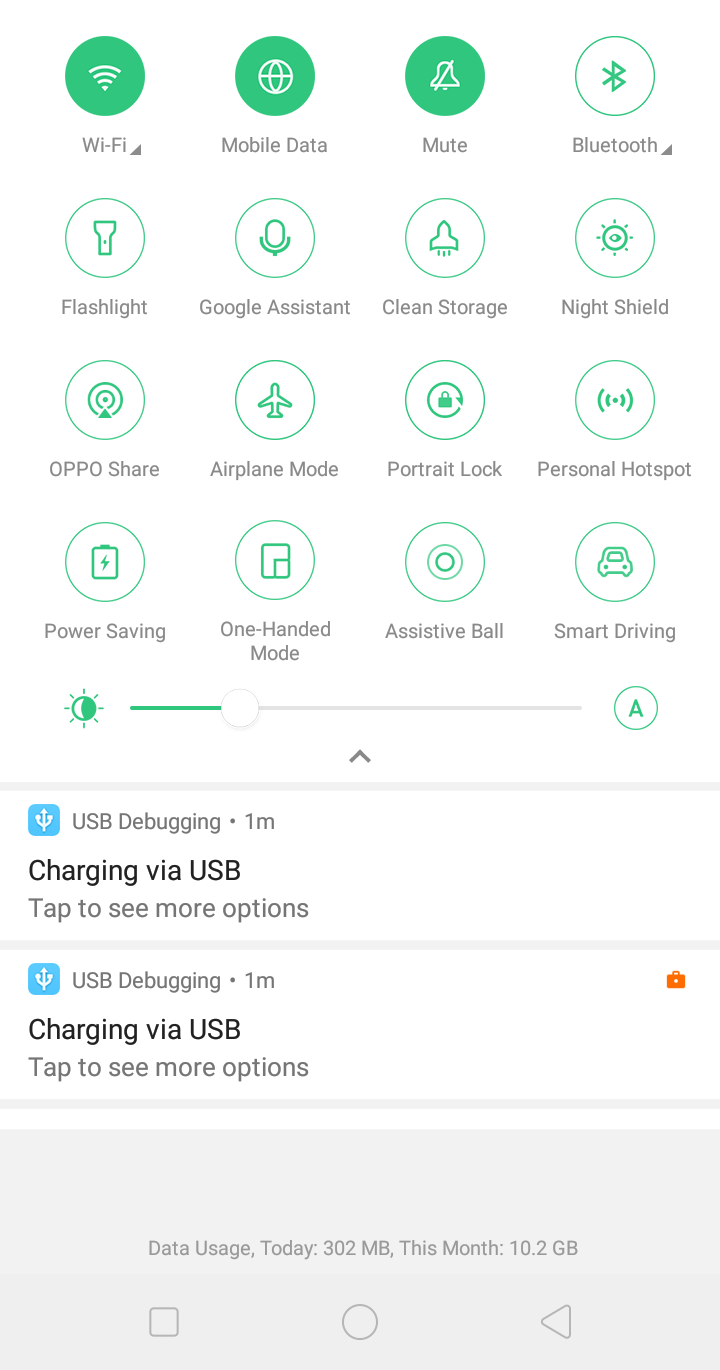 Wi-Fi Mobile Data Mute Bluetooth
Flashlight Google Assistant Clean Storage Night Shield
OPPO Share Airplane Mode Portrait Lock Personal Hotspot
Power Saving One-Handed Assistive Ball Smart Driving
Mode
A
USB Debugging • 1m
Charging via USB
Tap to see more options
USB Debugging • 1m
Charging via USB
Tap to see more options
Data Usage, Today: 302 MB, This Month: 10.2 GB